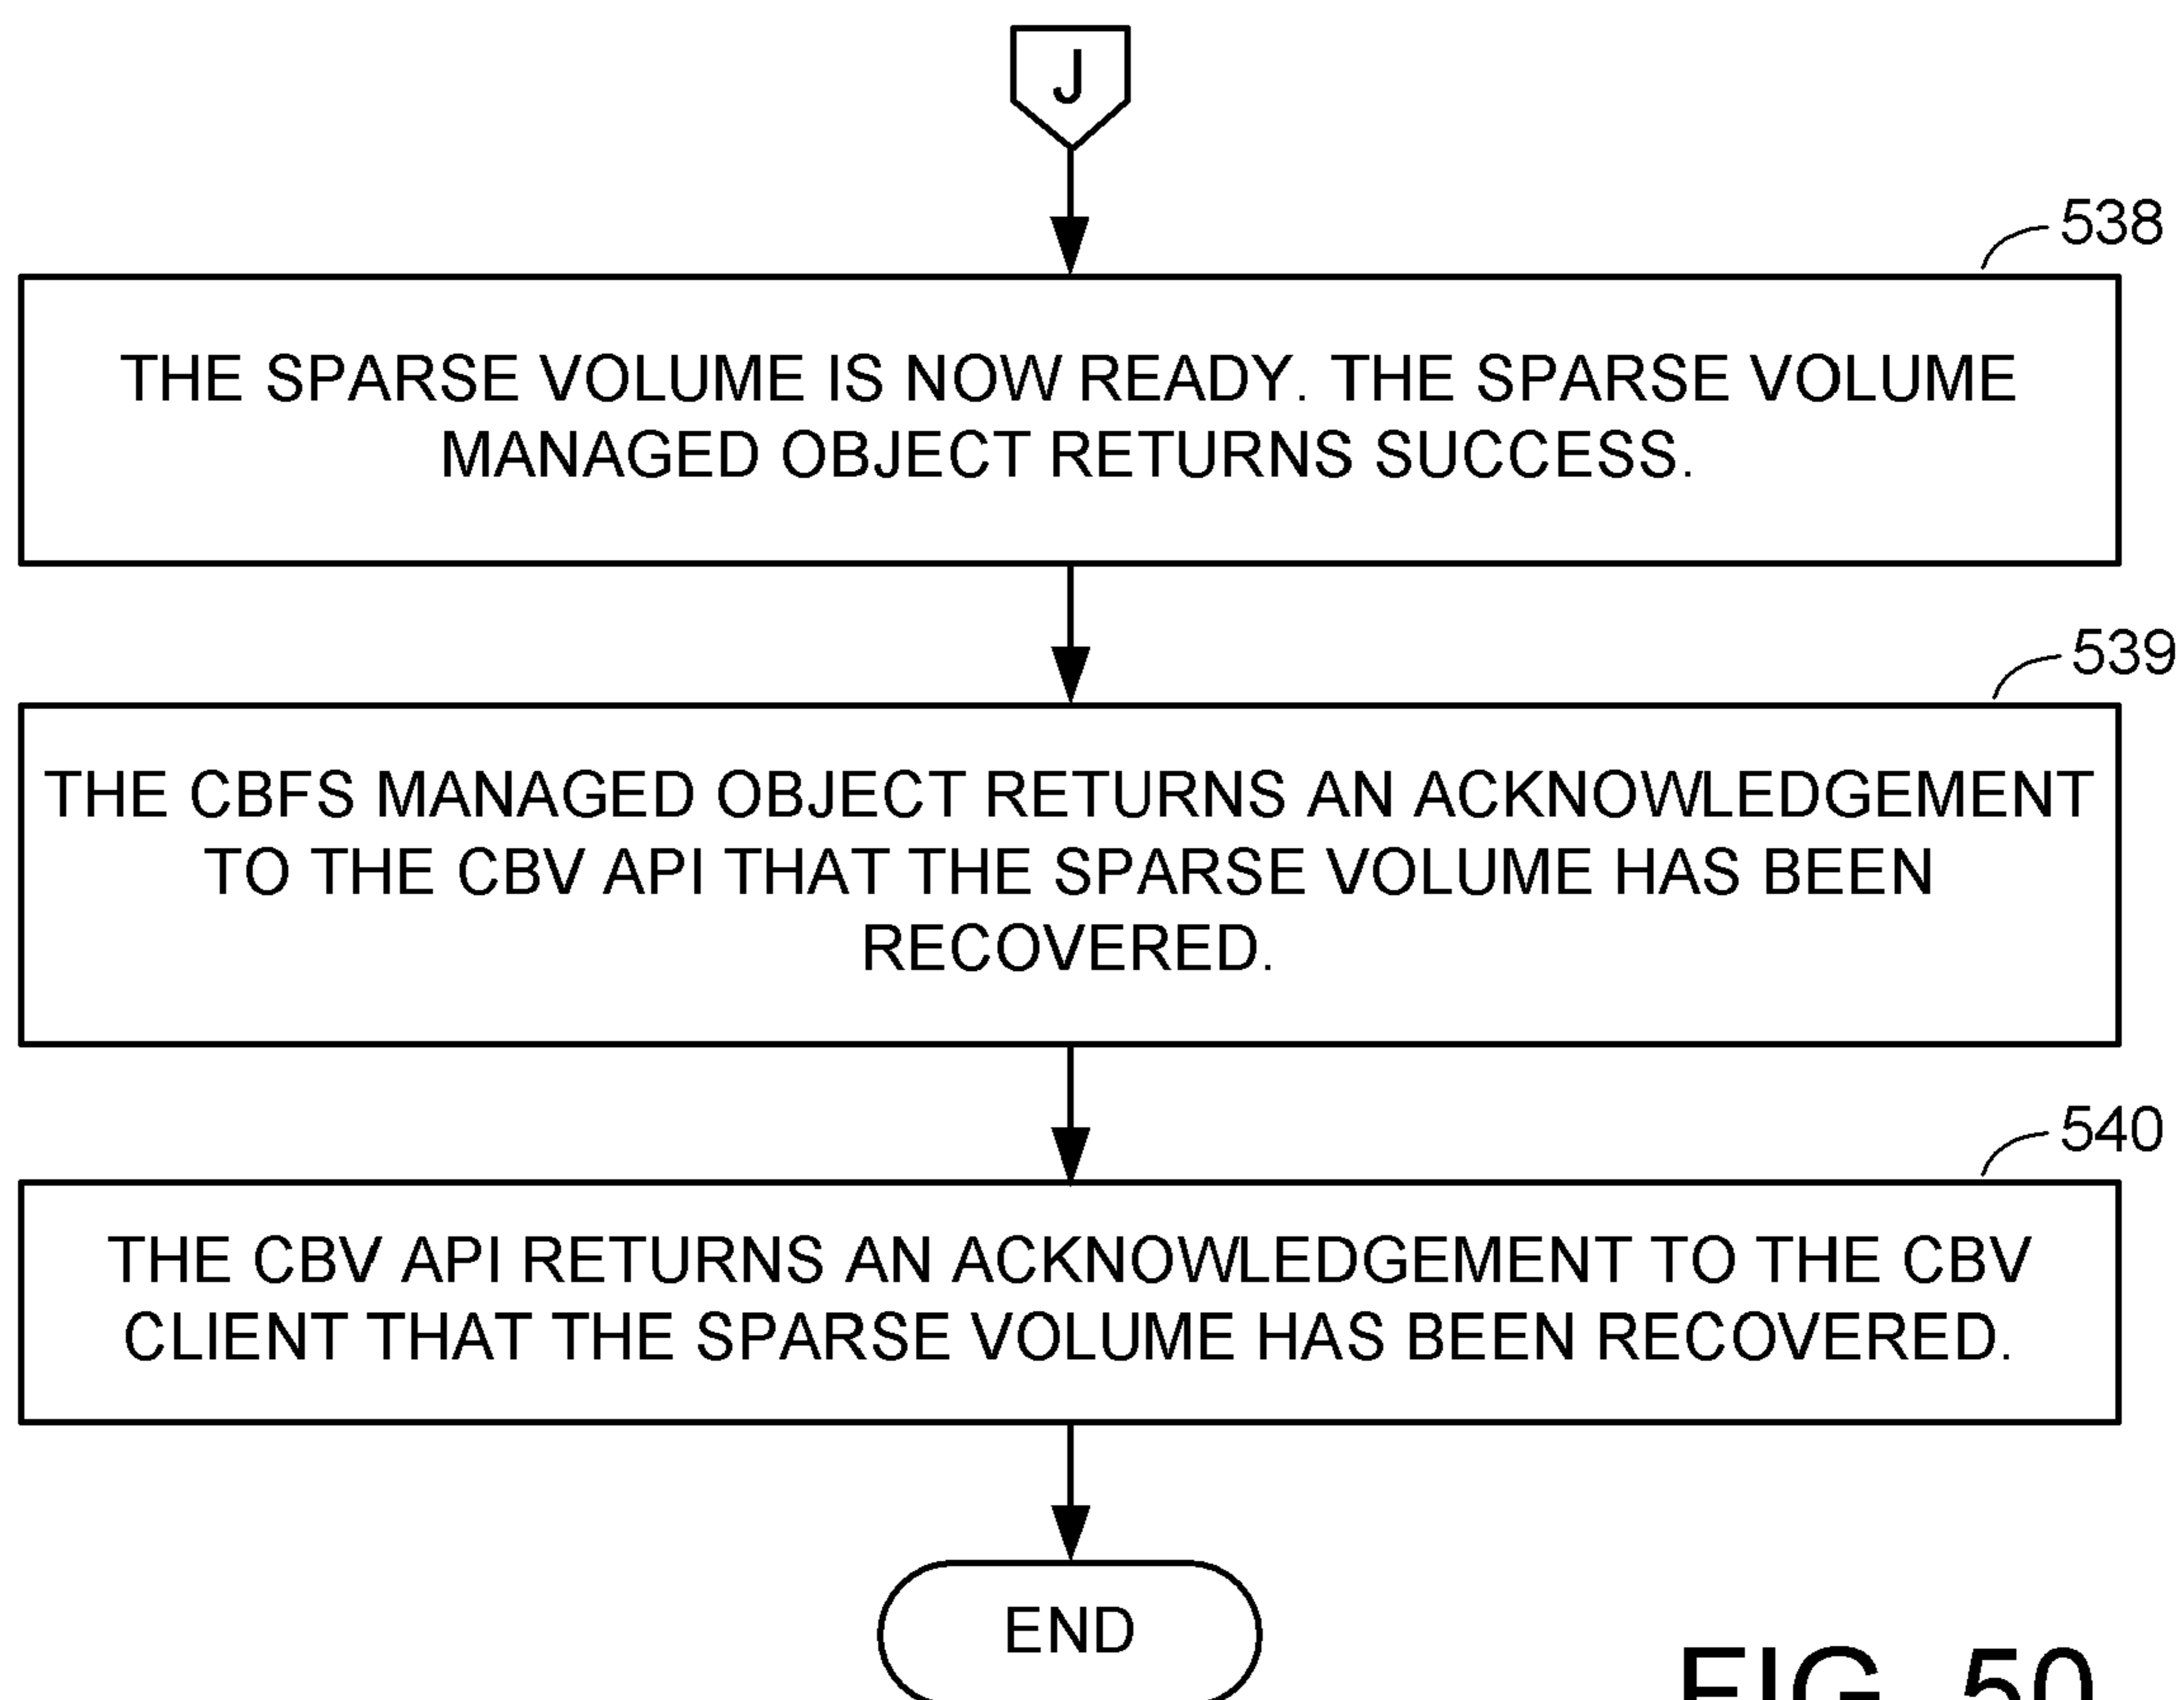 J
538
THE SPARSE VOLUME IS NOW READY. THE SPARSE VOLUME
MANAGED OBJECT RETURNS SUCCESS.
539
THE CBFS MANAGED OBJECT RETURNS AN ACKNOWLEDGEMENT
TO THE CBV API THAT THE SPARSE VOLUME HAS BEEN
RECOVERED.
540
THE CBV API RETURNS AN ACKNOWLEDGEMENT TO THE CBV
CLIENT THAT THE SPARSE VOLUME HAS BEEN RECOVERED.
END
FIG. 50